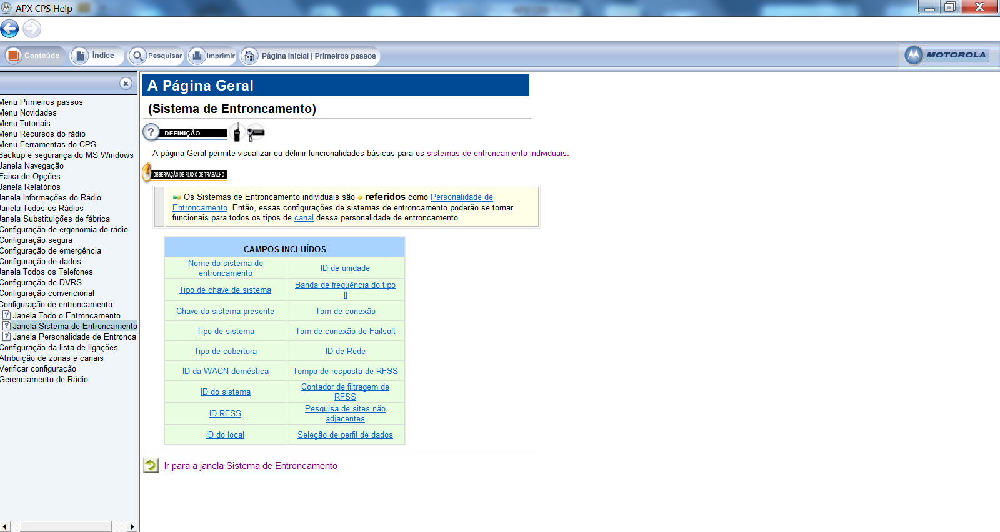 APX CPS Help
Conteúdo
Índice
Pesquisar
Imprimir
Página inicial | Primeiros passos
MOTOROLA
Menu Primeiros passos
Menu Novidades
Menu Tutoriais
Menu Recursos do rádio
Menu Ferramentas do CPS
Backup e segurança do MS Windows
Janela Navegação
Faixa de Opções
Janela Relatórios
Janela Informações do Rádio
Janela Todos os Rádios
Janela Substituições de fábrica
Configuração de ergonomia do rádio
Configuração segura
Configuração de emergência
Configuração de dados
Janela Todos os Telefones
Configuração de DVRS
Configuração convencional
Configuração de entroncamento
Janela Todo o Entroncamento
Janela Sistema de Entroncamento
Janela Personalidade de Entroncar
Configuração da lista de ligações
Atribuição de zonas e canais
Verificar configuração
Gerenciamento de Rádio
A Página Geral
(Sistema de Entroncamento)
DEFINIÇÃO
A página Geral permite visualizar ou definir funcionalidades básicas para os sistemas de entroncamento individuais.
OBSERVAÇÃO DE FLUXO DE TRABALHO
Os Sistemas de Entroncamento individuais são referidos como Personalidade de
Entroncamento. Então, essas configurações de sistemas de entroncamento poderão se tornar
funcionais para todos os tipos de canal dessa personalidade de entroncamento.
CAMPOS INCLUÍDOS
Nome do sistema de
entroncamento
ID de unidade
Tipo de chave de sistema
Banda de frequência do tipo
II
Chave do sistema presente
Tom de conexão
Tipo de sistema
Tom de conexão de Failsoft
Tipo de cobertura
ID de Rede
ID da WACN doméstica
Tempo de resposta de RFSS
ID do sistema
Contador de filtragem de
RFSS
ID RFSS
Pesquisa de sites não
adjacentes
ID do local
Seleção de perfil de dados
Ir para a janela Sistema de Entroncamento